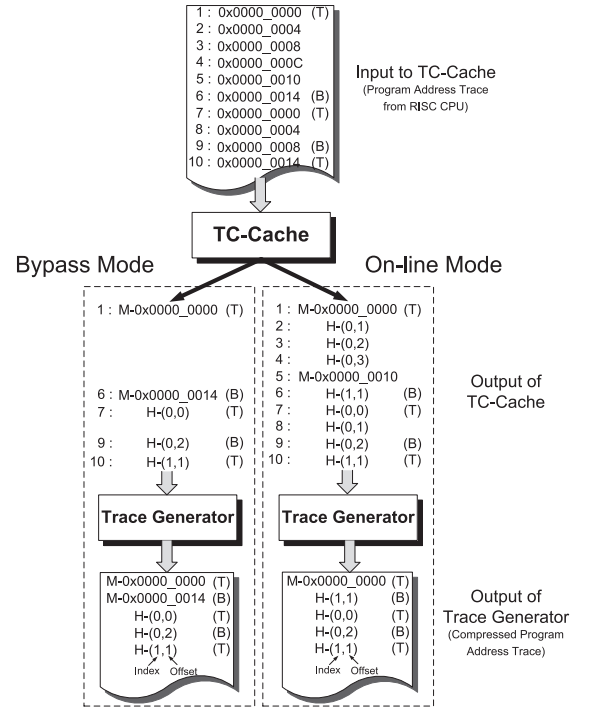 1 : 0x0000_0000 (T)
2 : 0x0000_0004
3 : 0x0000_0008
4 : 0x0000_000C
5 : 0x0000_0010
6 : 0x0000_0014 (B)
7 : 0x0000_0000 (T)
8 : 0x0000_0004
9 : 0x0000_0008 (B)
10 : 0x0000_0014 (T)
Input to TC-Cache
(Program Address Trace
from RISC CPU)
TC-Cache
Bypass Mode
On-line Mode
1 : M-0x0000_0000 (T)
6 : M-0x0000_0014 (B)
7 : H-(0,0) (T)
9 : H-(0,2) (B)
10 : H-(1,1) (T)
Trace Generator
M-0x0000_0000 (T)
M-0x0000_0014 (B)
H-(0,0) (T)
H-(0,2) (B)
H-(1,1) (T)
Index Offset
1 : M-0x0000_0000 (T)
2 : H-(0,1)
3 : H-(0,2)
4 : H-(0,3)
5 : M-0x0000_0010
6 : H-(1,1) (B)
7 : H-(0,0) (T)
8 : H-(0,1)
9 : H-(0,2) (B)
10 : H-(1,1) (T)
Trace Generator
M-0x0000_0000 (T)
H-(1,1) (B)
H-(0,0) (T)
H-(0,2) (B)
H-(1,1) (T)
Index Offset
Output of
TC-Cache
Output of
Trace Generator
(Compressed Program
Address Trace)